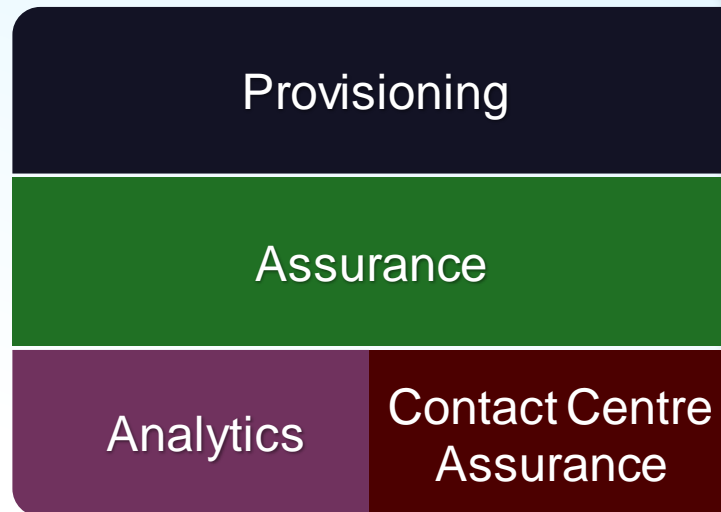 Provisioning
Assurance
Analytics
Contact Centre
Assurance